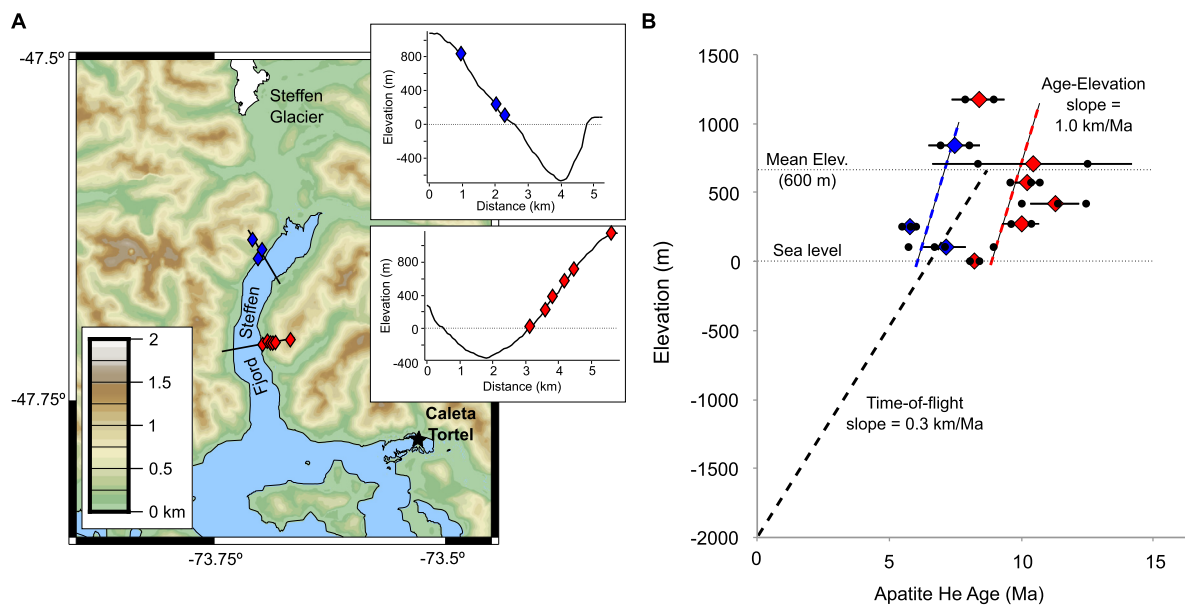 A
-47.5º
-47.75º
-73.75º
-73.5º
Steffen
Glacier
Fjord Steffen
Caleta
Tortel
2
1.5
1
0.5
0 km
Elevation (m)
800
400
0
-400
0
1
2
3
4
5
Distance (km)
Elevation (m)
800
400
0
-400
0
1
2
3
4
5
Distance (km)
B
Elevation (m)
1500
1000
500
0
-500
-1000
-1500
-2000
0
5
10
15
Apatite He Age (Ma)
Age-Elevation
slope =
1.0 km/Ma
Mean Elev.
(600 m)
Sea level
Time-of-flight
slope = 0.3 km/Ma